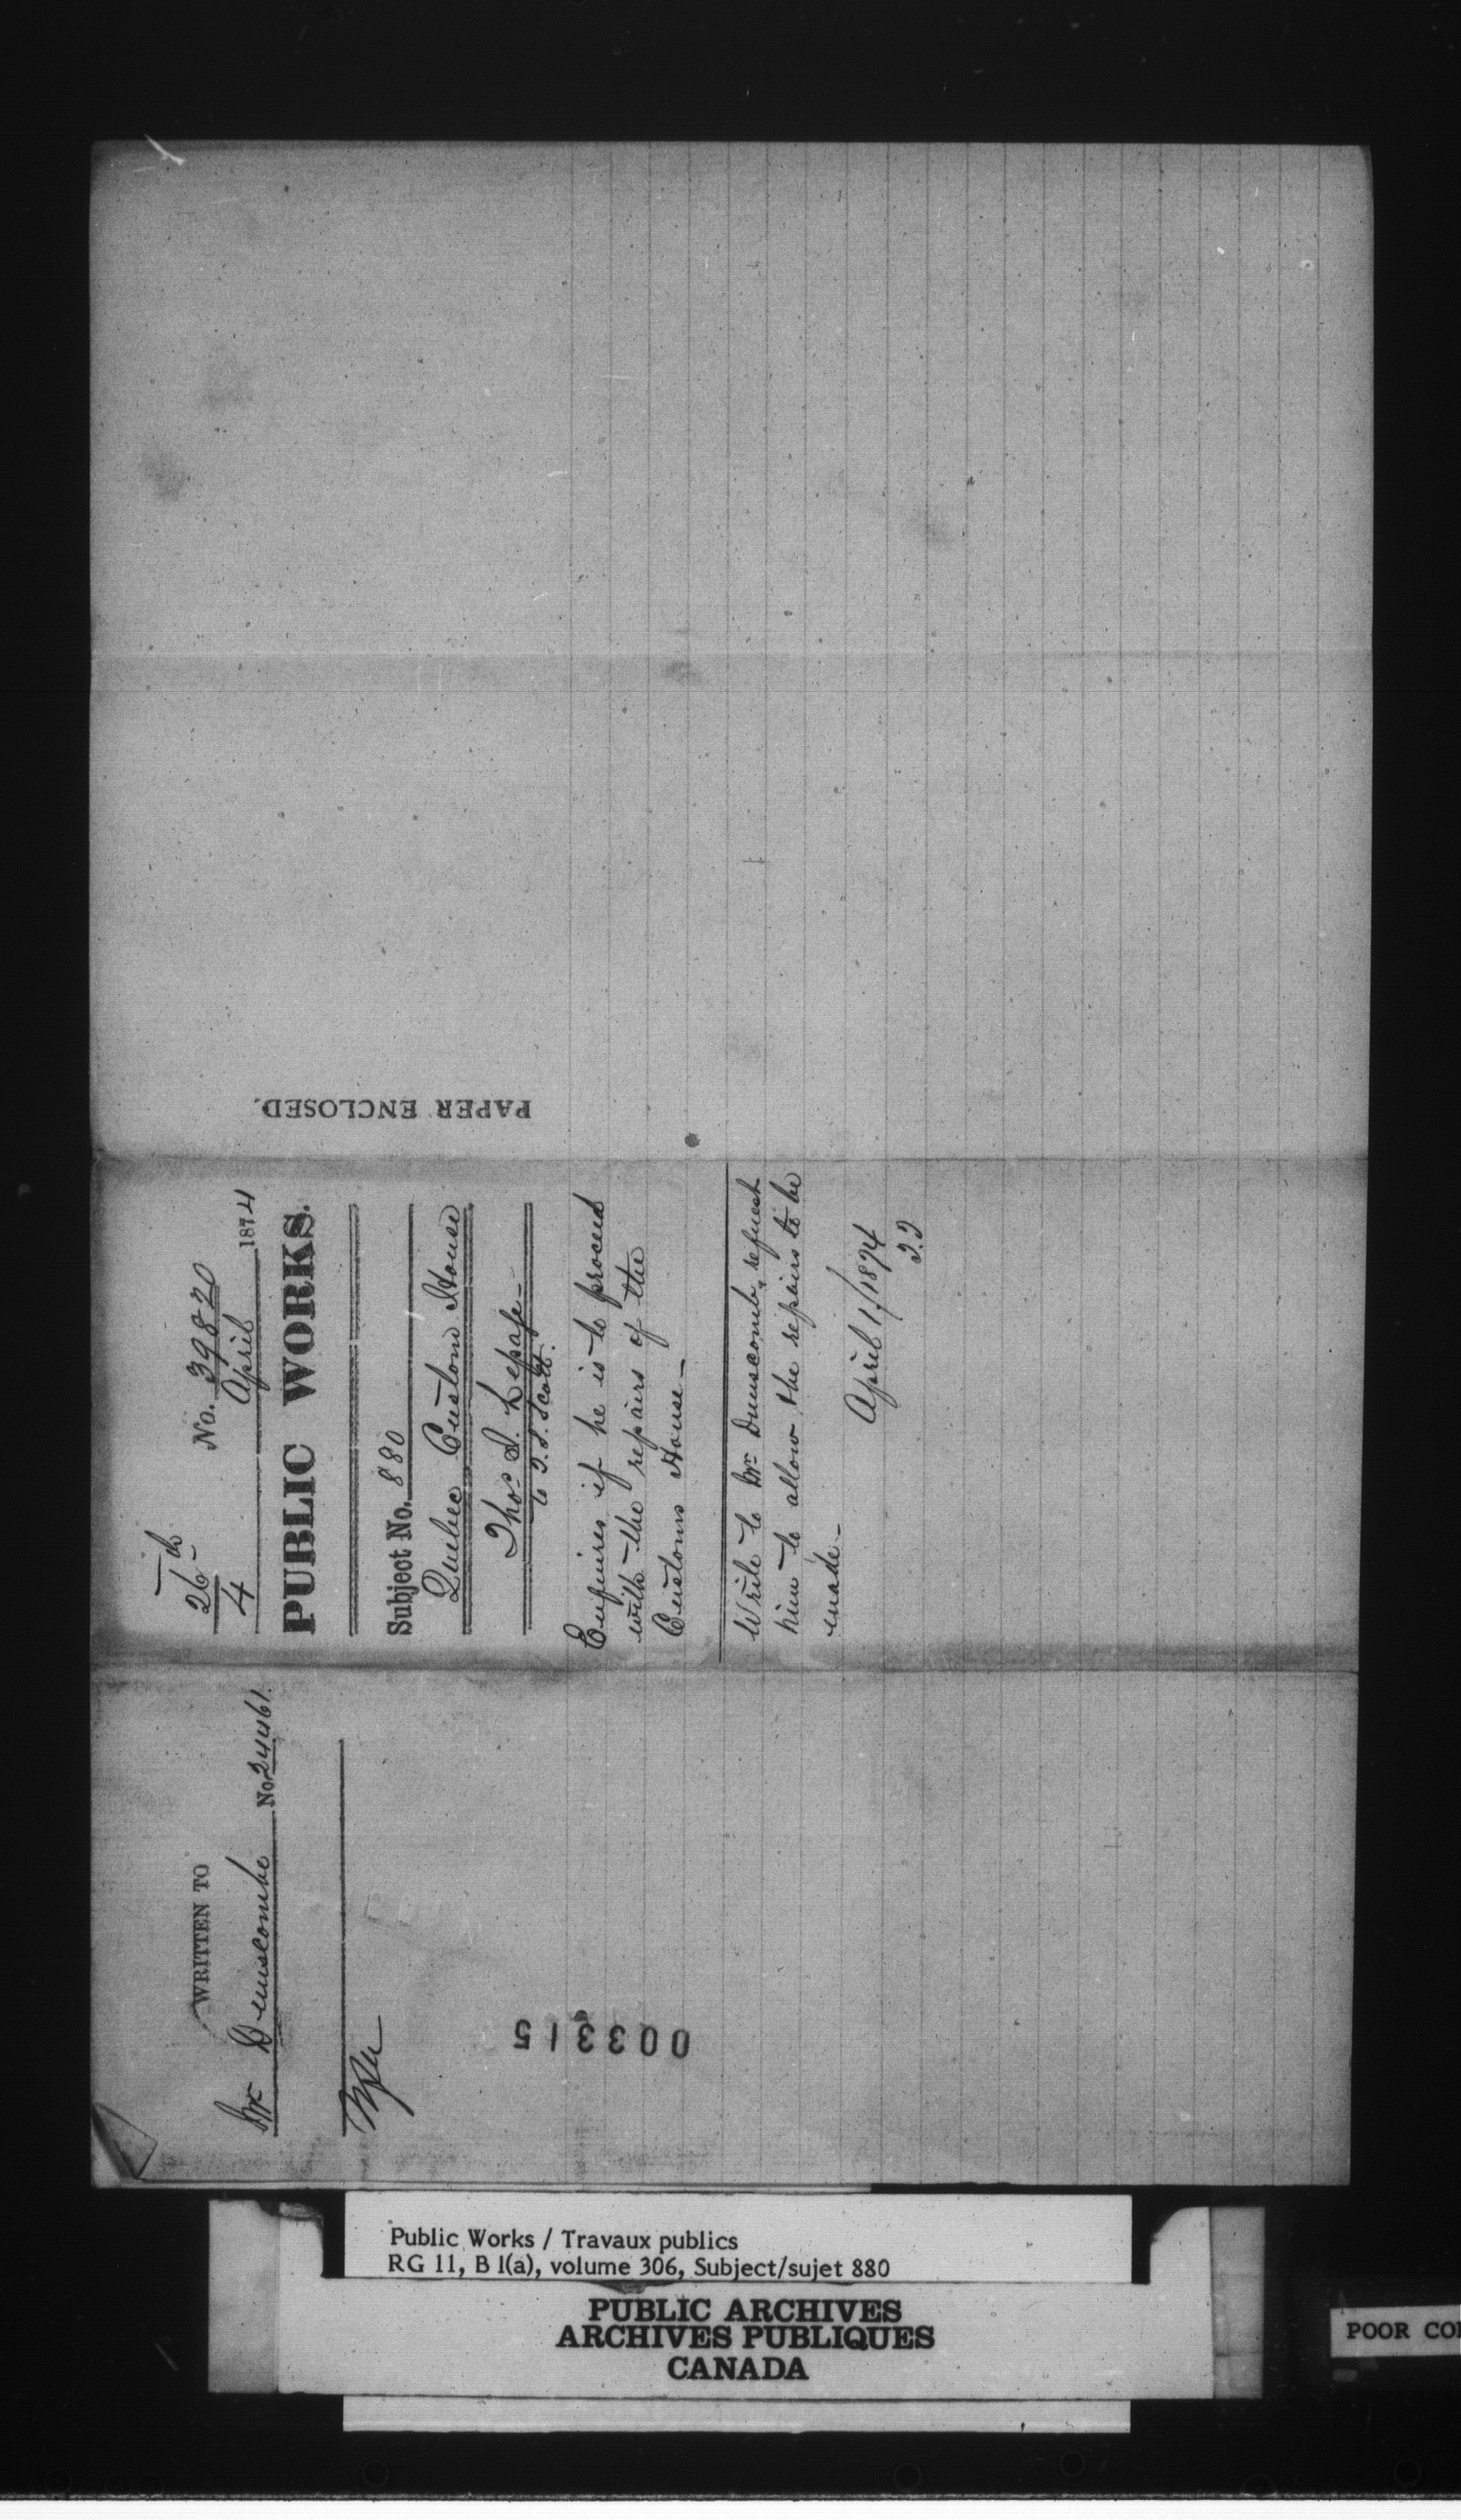 26th
4
No. 39820
April 1874
PUBLIC WORKS.
Subject No. 880
Quebec Custom House
Thos. S. Lepage
to T.S. Scott.
Enquires if he is to proceed
with the repairs of the
Customs House—
Write to Mr Dunscomb, request
him to allow the repairs to be
made—
April 1/1874
PAPER ENCLOSED.
WRITTEN TO
Mr Dunscombe No 24461
003315
Public Works / Travaux publics
RG 11, B 1(a), volume 306, Subject/sujet 880
PUBLIC ARCHIVES
ARCHIVES PUBLIQUES
CANADA
POOR